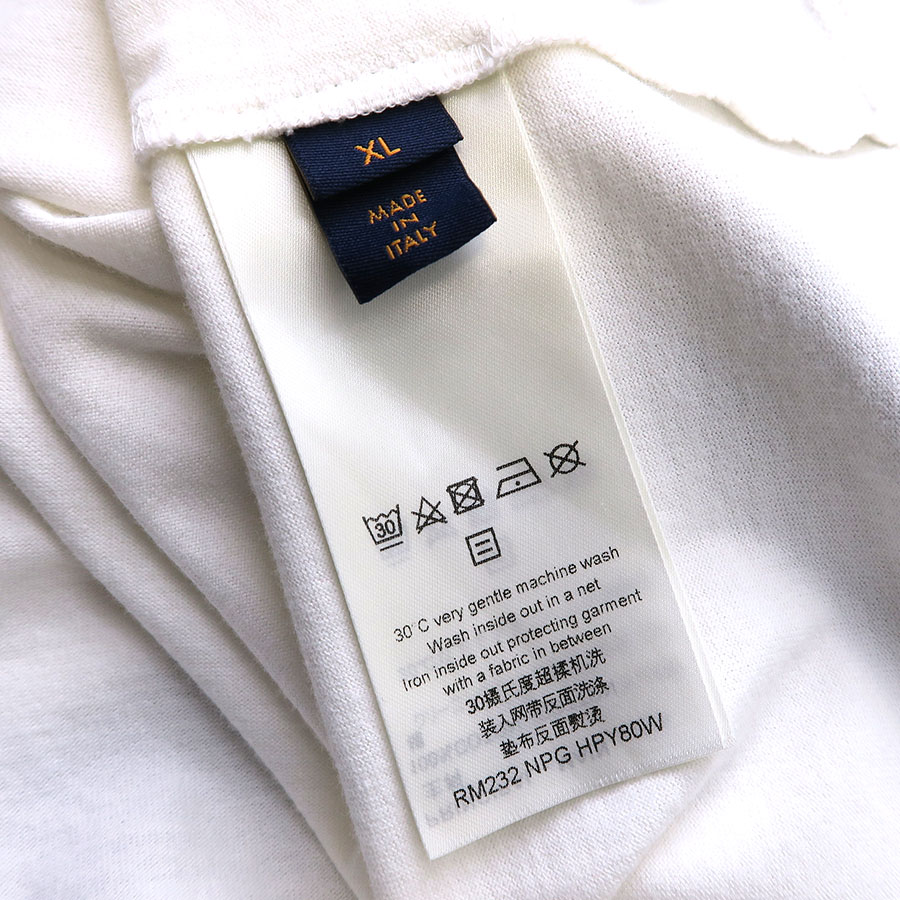 XL
MADE
IN
ITALY
30
30°C very gentle machine wash
Wash inside out in a net
Iron inside out protecting garment
with a fabric in between
30摄氏度超揉机洗
装入网带反面洗涤
垫布反面熨烫
RM232 NPG HPY80W